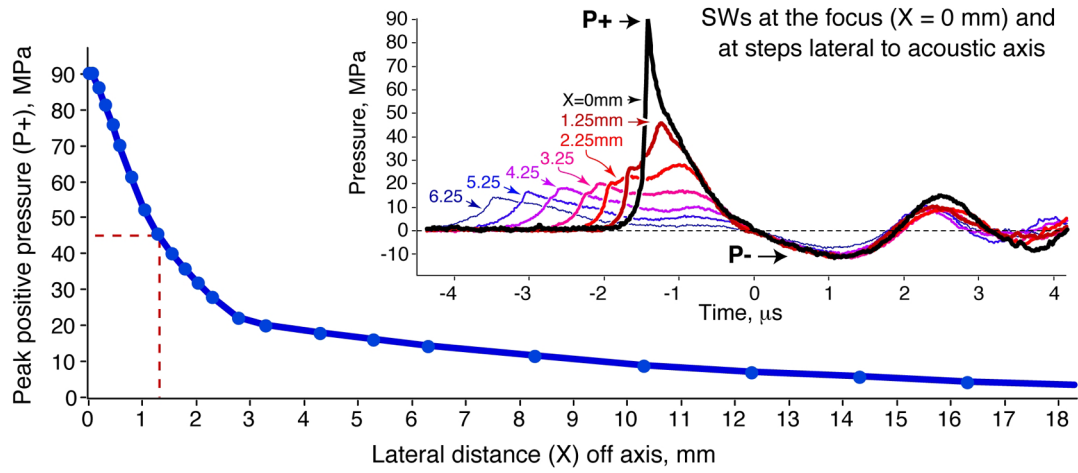 SWs at the focus (X = 0 mm) and
at steps lateral to acoustic axis
P+
Pressure, MPa
90
80
70
60
50
40
30
20
10
0
-10
X=0mm
1.25mm
2.25mm
3.25
4.25
5.25
6.25
P-
-4 -3 -2 -1 0 1 2 3 4
Time, μs
Peak positive pressure (P+), MPa
90
80
70
60
50
40
30
20
10
0
0 1 2 3 4 5 6 7 8 9 10 11 12 13 14 15 16 17 18
Lateral distance (X) off axis, mm